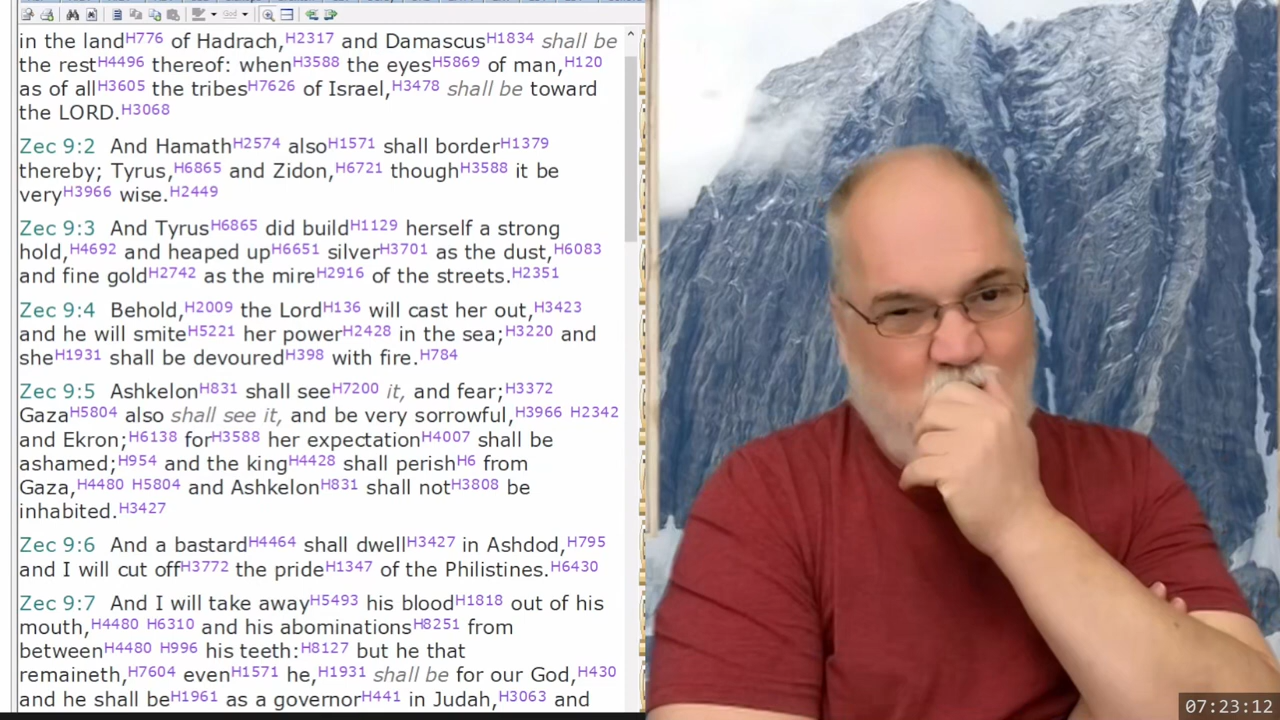 in the landH776 of Hadrach,H2317 and DamascusH1834 shall be
the restH4496 thereof: whenH3588 the eyesH5869 of man,H120
as of allH3605 the tribesH7626 of Israel,H3478 shall be toward
the LORD.H3068
Zec 9:2 And HamathH2574 alsoH1571 shall borderH1379
thereby; Tyrus,H6865 and Zidon,H6721 thoughH3588 it be
veryH3966 wise.H2449
Zec 9:3 And TyrusH6865 did buildH1129 herself a strong
hold,H4692 and heaped upH6651 silverH3701 as the dust,H6083
and fine goldH2742 as the mireH2916 of the streets.H2351
Zec 9:4 Behold,H2009 the LordH136 will cast her out,H3423
and he will smiteH5221 her powerH2428 in the sea;H3220 and
sheH1931 shall be devouredH398 with fire.H784
Zec 9:5 AshkelonH831 shall seeH7200 it, and fear;H3372
GazaH5804 also shall see it, and be very sorrowful,H3966 H2342
and Ekron;H6138 forH3588 her expectationH4007 shall be
ashamed;H954 and the kingH4428 shall perishH6 from
Gaza,H4480 H5804 and AshkelonH831 shall notH3808 be
inhabited.H3427
Zec 9:6 And a bastardH4464 shall dwellH3427 in Ashdod,H795
and I will cut offH3772 the prideH1347 of the Philistines.H6430
Zec 9:7 And I will take awayH5493 his bloodH1818 out of his
mouth,H4480 H6310 and his abominationsH8251 from
betweenH4480 H996 his teeth:H8127 but he that
remaineth,H7604 evenH1571 he,H1931 shall be for our God,H430
and he shall beH1961 as a governorH441 in Judah,H3063 and
07:23:12